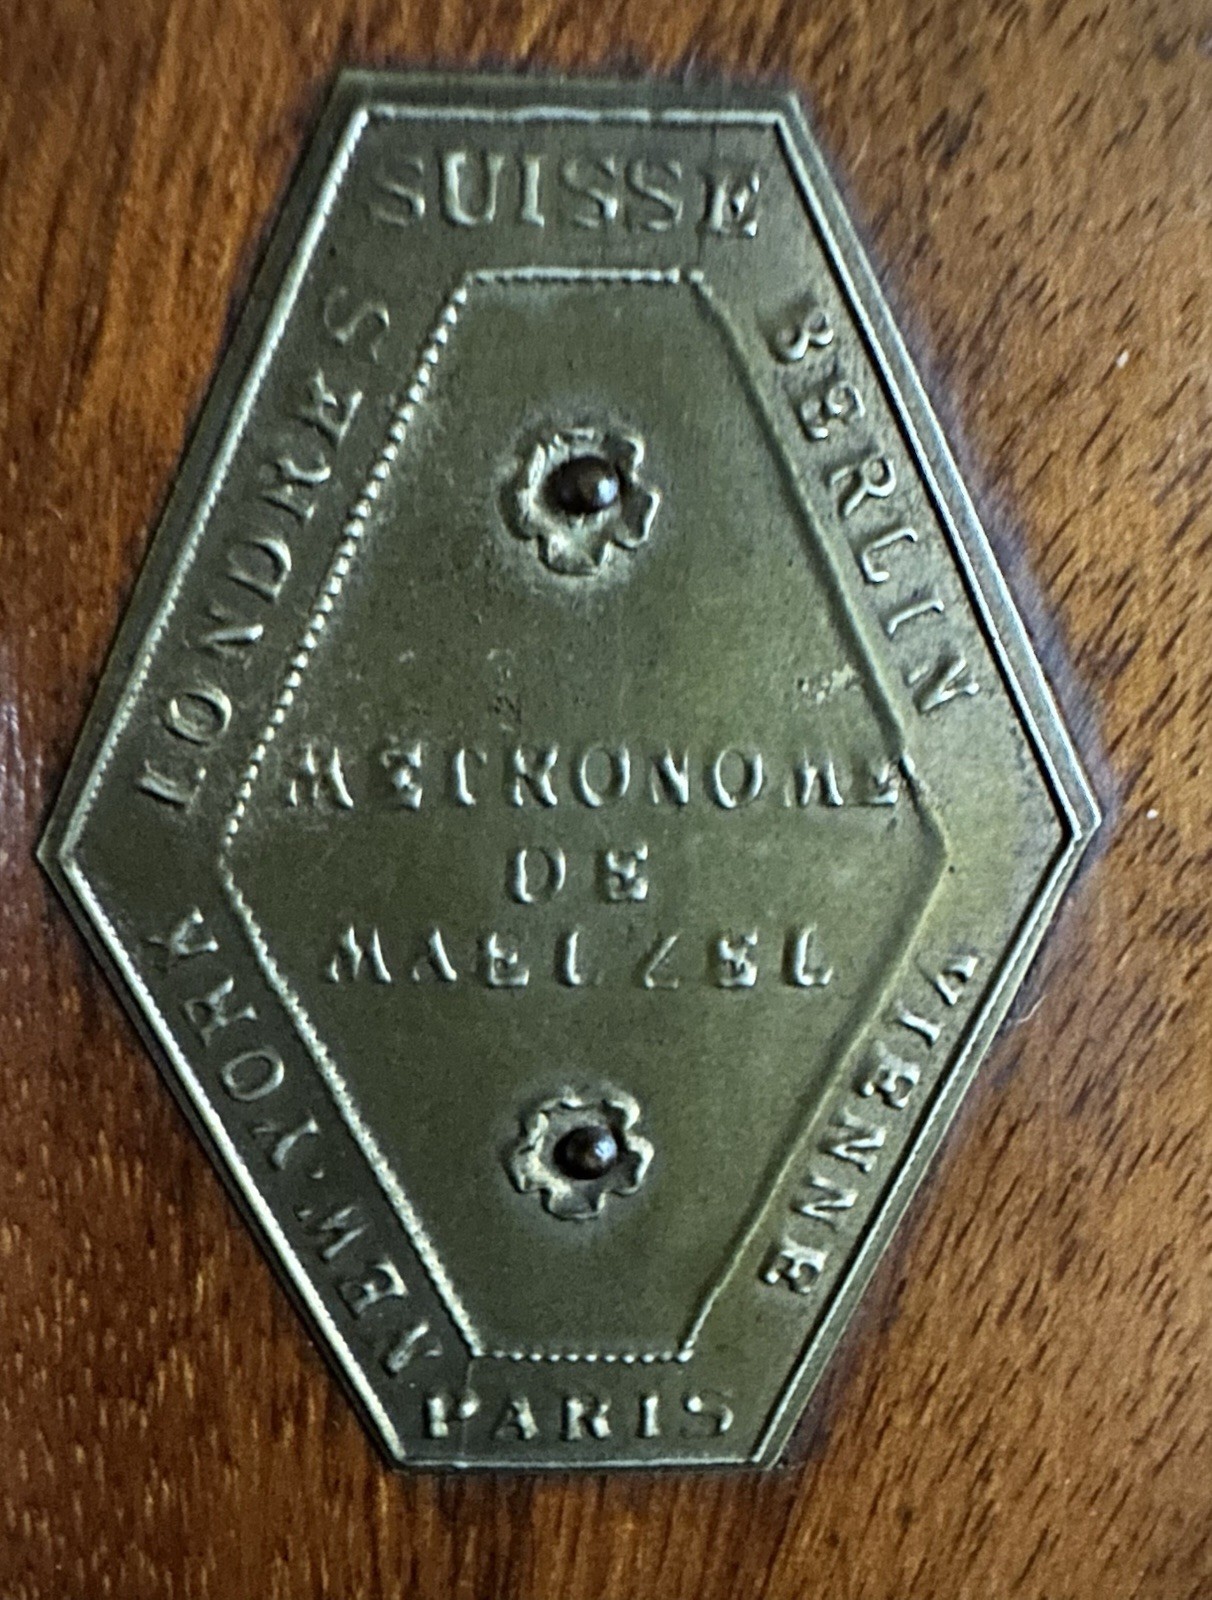 SUISSE
LONDRES
BERLIN
METRONOME
DE
MAELZEL
NEW-YORK
VIENNE
PARIS